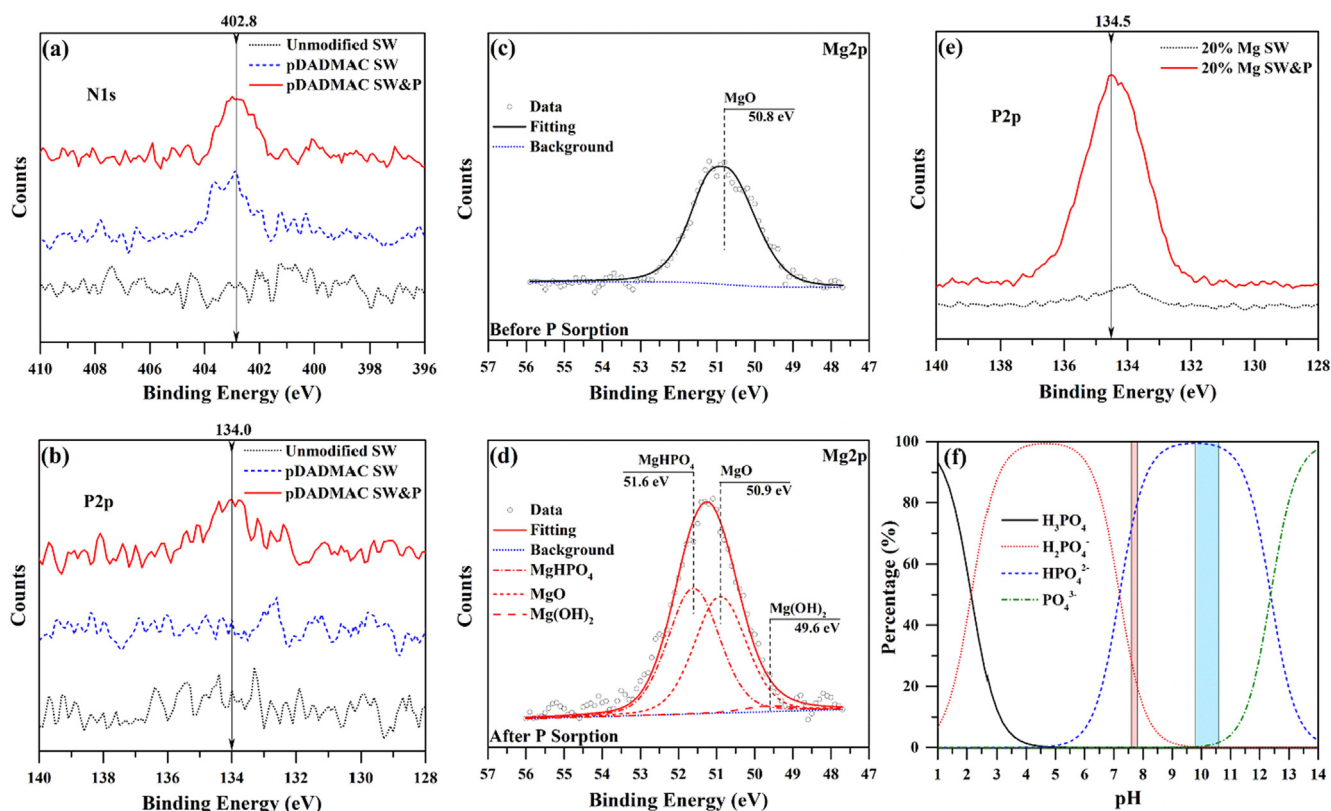 402.8
(a)
Unmodified SW
pDADMAC SW
pDADMAC SW&P
N1s
Counts
410 408 406 404 402 400 398 396
Binding Energy (eV)
(c)
Mg2p
Data
Fitting
Background
MgO
50.8 eV
Counts
Before P Sorption
57 56 55 54 53 52 51 50 49 48 47
Binding Energy (eV)
134.5
(e)
20% Mg SW
20% Mg SW&P
P2p
Counts
140 138 136 134 132 130 128
Binding Energy (eV)
134.0
(b)
Unmodified SW
pDADMAC SW
pDADMAC SW&P
P2p
Counts
140 138 136 134 132 130 128
Binding Energy (eV)
(d)
Mg2p
MgHPO₄
51.6 eV
MgO
50.9 eV
Data
Fitting
Background
MgHPO₄
MgO
Mg(OH)₂
Mg(OH)₂
49.6 eV
Counts
After P Sorption
57 56 55 54 53 52 51 50 49 48 47
Binding Energy (eV)
(f)
100
80
60
40
20
0
Percentage (%)
H₃PO₄
H₂PO₄⁻
HPO₄²⁻
PO₄³⁻
1 2 3 4 5 6 7 8 9 10 11 12 13 14
pH